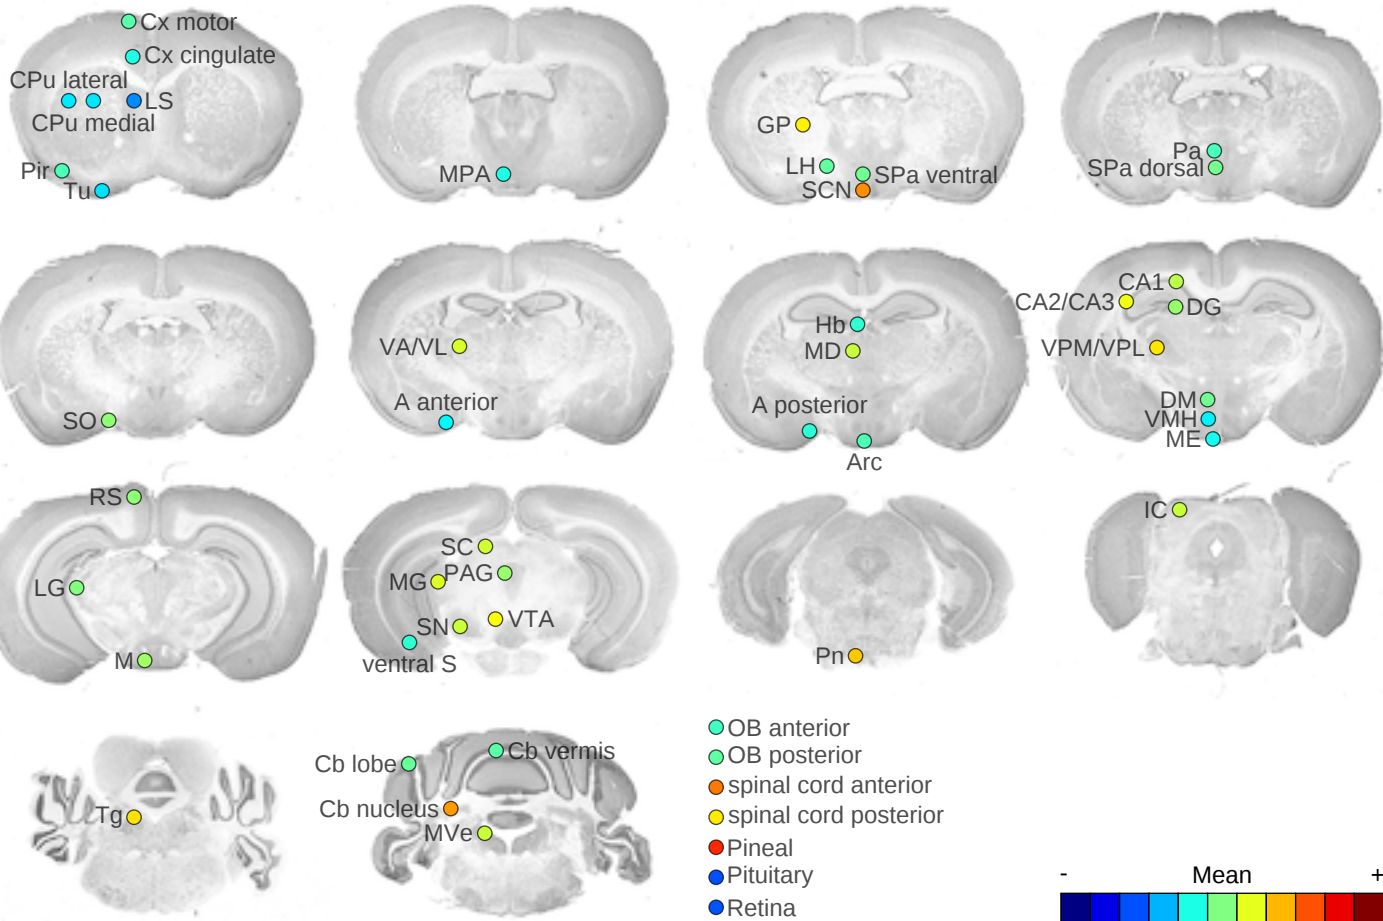 Cx motor
Cx cingulate
CPu lateral
LS
CPu medial
Pir
Tu
MPA
GP
LH
SPa ventral
SCN
Pa
SPa dorsal
SO
VA/VL
A anterior
Hb
MD
A posterior
Arc
CA1
CA2/CA3
DG
VPM/VPL
DM
VMH
ME
RS
LG
M
SC
MG
PAG
SN
VTA
ventral S
Pn
IC
Tg
Cb lobe
Cb vermis
Cb nucleus
MVe
OB anterior
OB posterior
spinal cord anterior
spinal cord posterior
Pineal
Pituitary
Retina
- Mean +